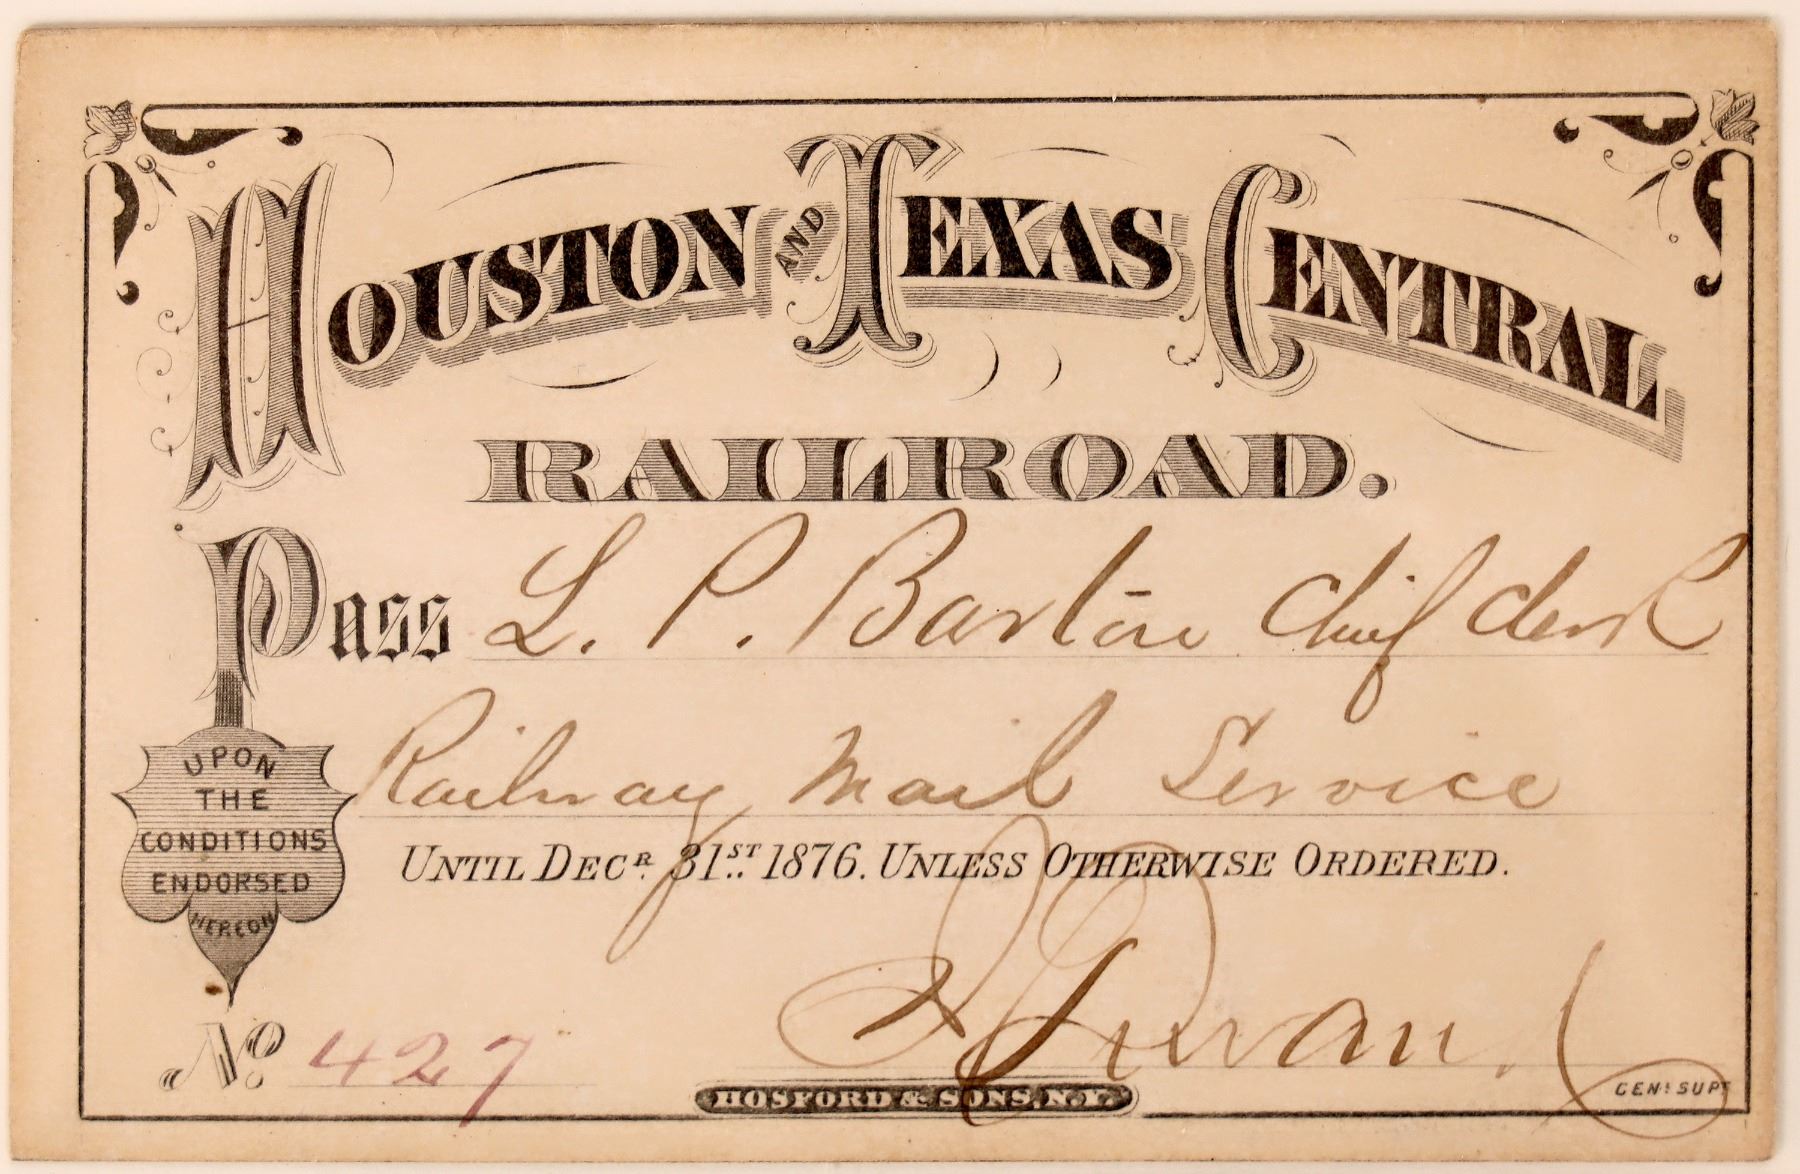 HOUSTON AND TEXAS CENTRAL
RAILROAD.
Pass L. P. Barton Chief Clerk
Railway Mail Service
UPON
THE
CONDITIONS
ENDORSED
HEREON
UNTIL DECR. 31ST. 1876. UNLESS OTHERWISE ORDERED.
No. 427
GENL SUPT
HOSFORD & SONS, N.Y.